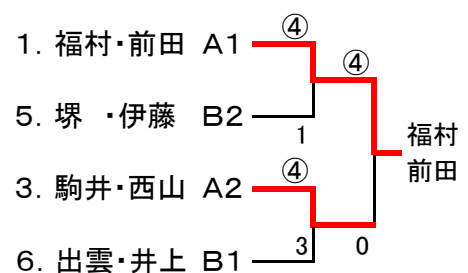 ④
1. 福村・前田 A1
④
5. 堺 ・伊藤 B2
1
福村
前田
④
3. 駒井・西山 A2
3
0
6. 出雲・井上 B1